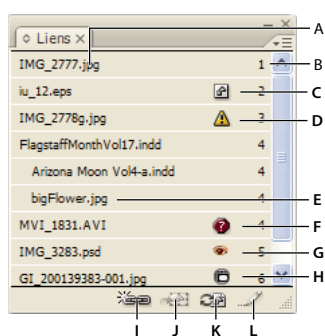 Liens
A
IMG_2777.jpg 1 B
iu_12.eps 2 C
IMG_2778g.jpg 3 D
FlagstaffMonthVol17.indd 4
Arizona Moon Vol4-a.indd 4
bigFlower.jpg 4 E
MVI_1831.AVI 4 F
IMG_3283.psd 5 G
GI_200139383-001.jpg 6 H
I J K L